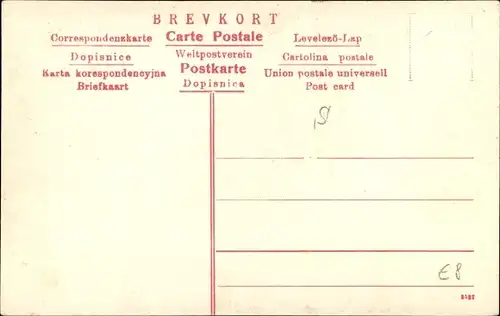 BREVKORT
Correspondenzkarte Carte Postale Levelező-Lap
Dopisnice Weltpostverein Cartolina postale
Karta korespondencyjna Postkarte Union postale universell
Briefkaart Dopisnica Post card
€8